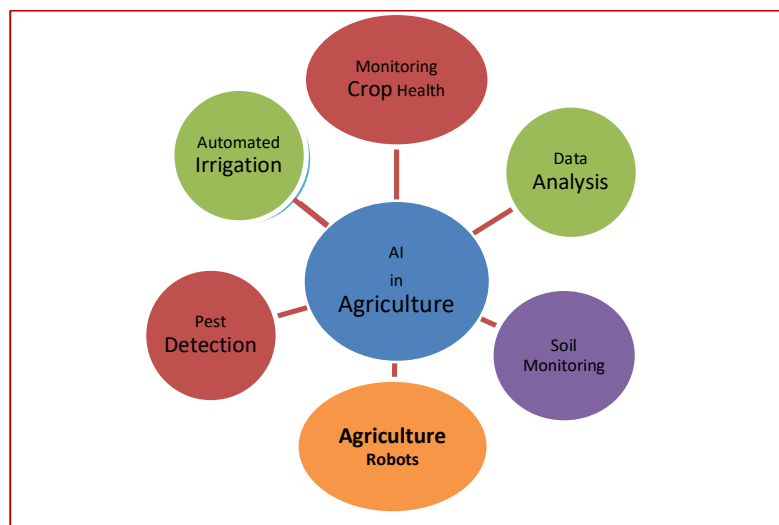 Monitoring
Crop Health
Automated
Irrigation
Data
Analysis
AI
in
Agriculture
Pest
Detection
Soil
Monitoring
Agriculture
Robots